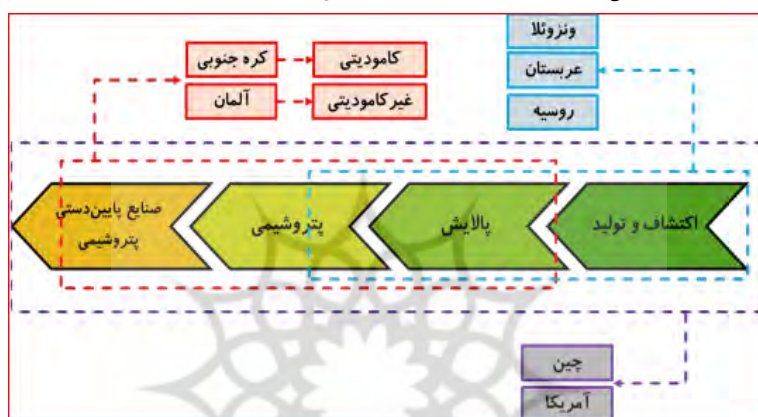 ونزوئلا
عربستان
روسیه
کره جنوبی
کامودیتی
آلمان
غیرکامودیتی
اکتشاف و تولید
پالایش
پتروشیمی
صنایع پایین‌دستی
پتروشیمی
چین
آمریکا